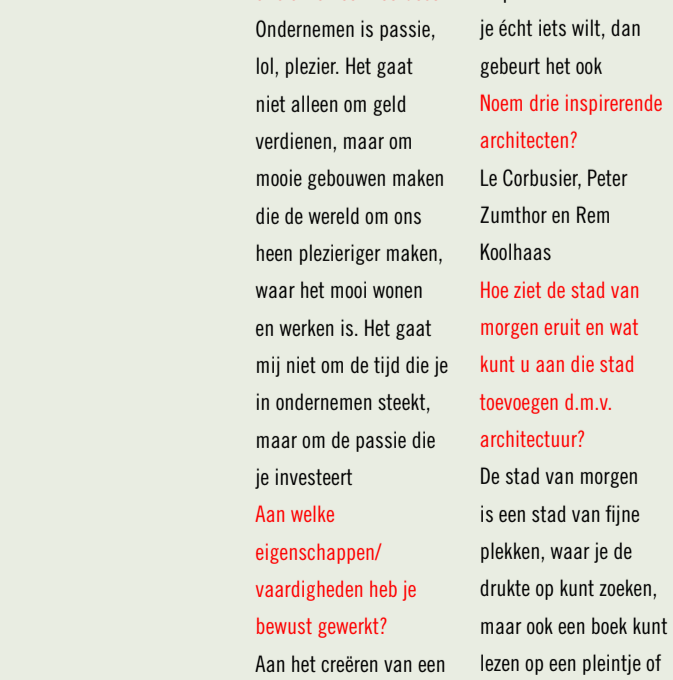 Ondernemen is passie,
lol, plezier. Het gaat
niet alleen om geld
verdienen, maar om
mooie gebouwen maken
die de wereld om ons
heen plezieriger maken,
waar het mooi wonen
en werken is. Het gaat
mij niet om de tijd die je
in ondernemen steekt,
maar om de passie die
je investeert
Aan welke
eigenschappen/
vaardigheden heb je
bewust gewerkt?
Aan het creëren van een
je écht iets wilt, dan
gebeurt het ook
Noem drie inspirerende
architecten?
Le Corbusier, Peter
Zumthor en Rem
Koolhaas
Hoe ziet de stad van
morgen eruit en wat
kunt u aan die stad
toevoegen d.m.v.
architectuur?
De stad van morgen
is een stad van fijne
plekken, waar je de
drukte op kunt zoeken,
maar ook een boek kunt
lezen op een pleintje of